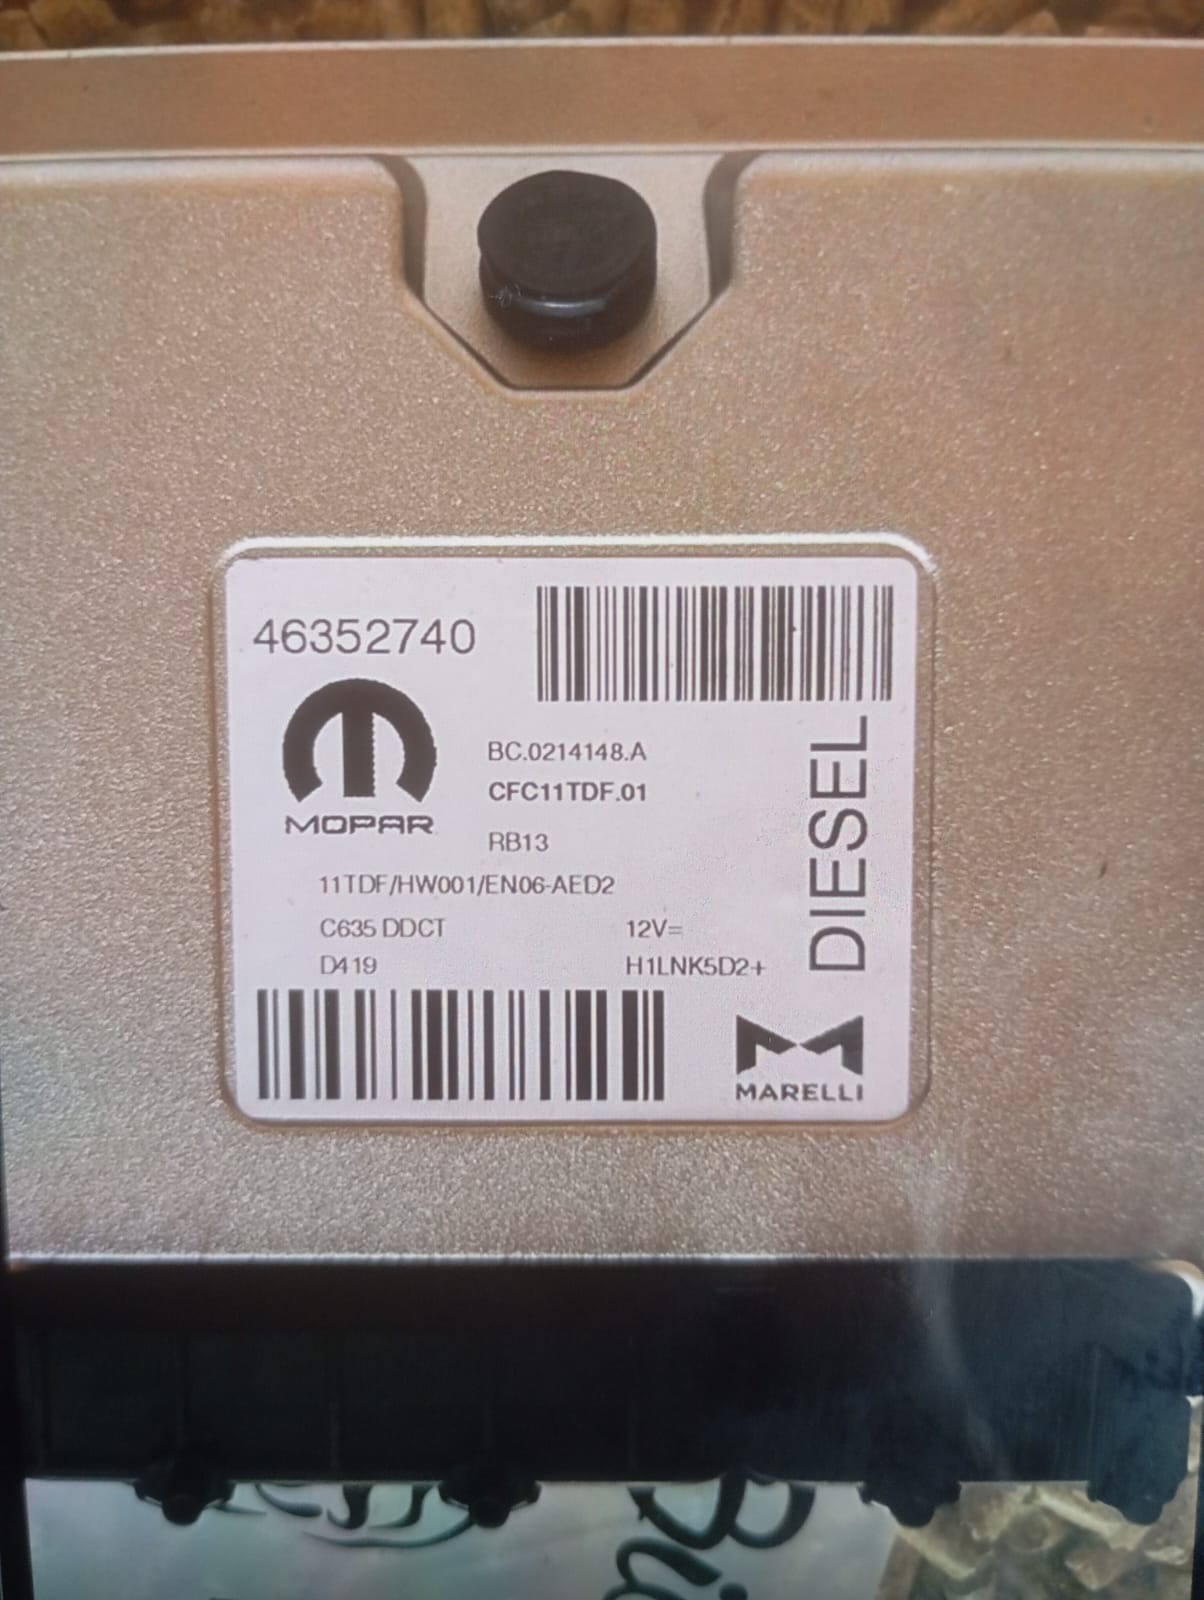 46352740
MOPAR
BC.0214148.A
CFC11TDF.01
RB13
11TDF/HW001/EN06-AED2
C635 DDCT
12V=
D419
H1LNK5D2+
DIESEL
MARELLI